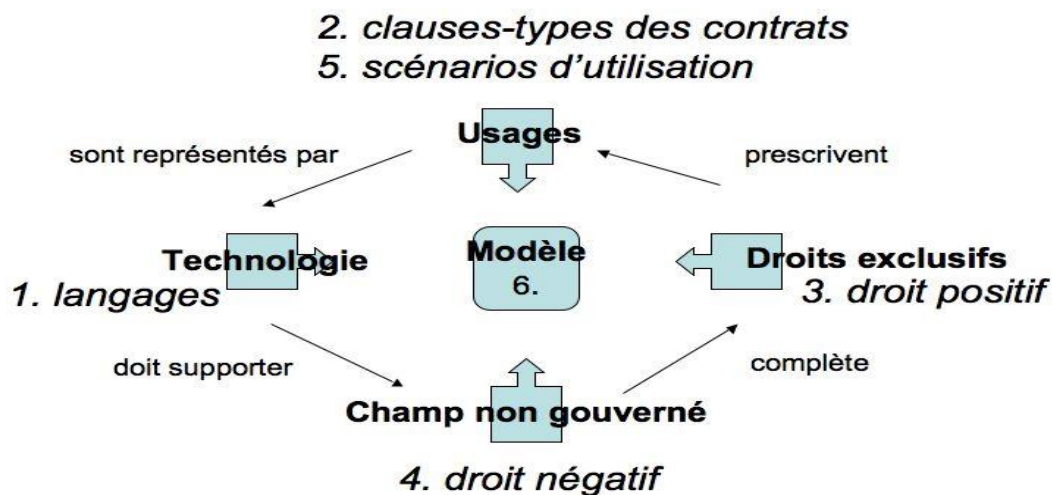 2. clauses-types des contrats
5. scénarios d'utilisation
Usages
sont représentés par
prescrivent
Technologie
Modèle
6.
Droits exclusifs
1. langages
3. droit positif
doit supporter
complète
Champ non gouverné
4. droit négatif